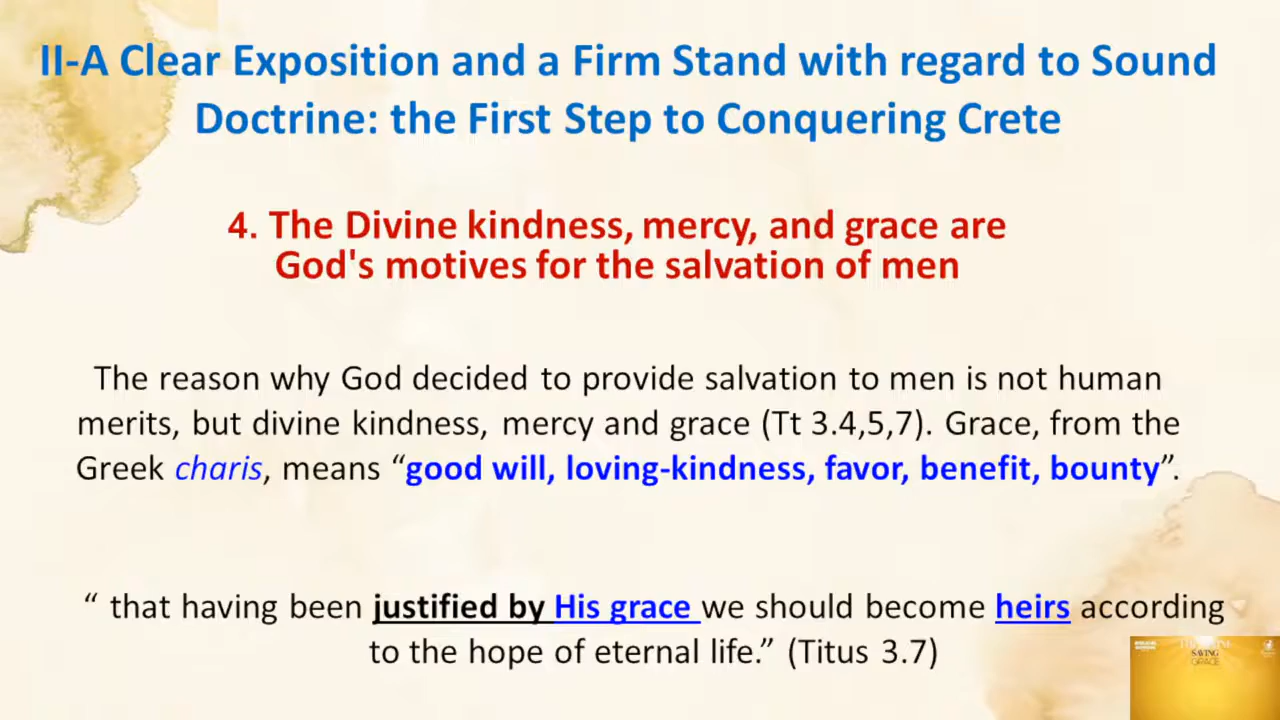 II-A Clear Exposition and a Firm Stand with regard to Sound
Doctrine: the First Step to Conquering Crete
4. The Divine kindness, mercy, and grace are
God's motives for the salvation of men
The reason why God decided to provide salvation to men is not human
merits, but divine kindness, mercy and grace (Tt 3.4,5,7). Grace, from the
Greek charis, means “good will, loving-kindness, favor, benefit, bounty”.
“ that having been justified by His grace we should become heirs according
to the hope of eternal life.” (Titus 3.7)
SAVING
GRACE